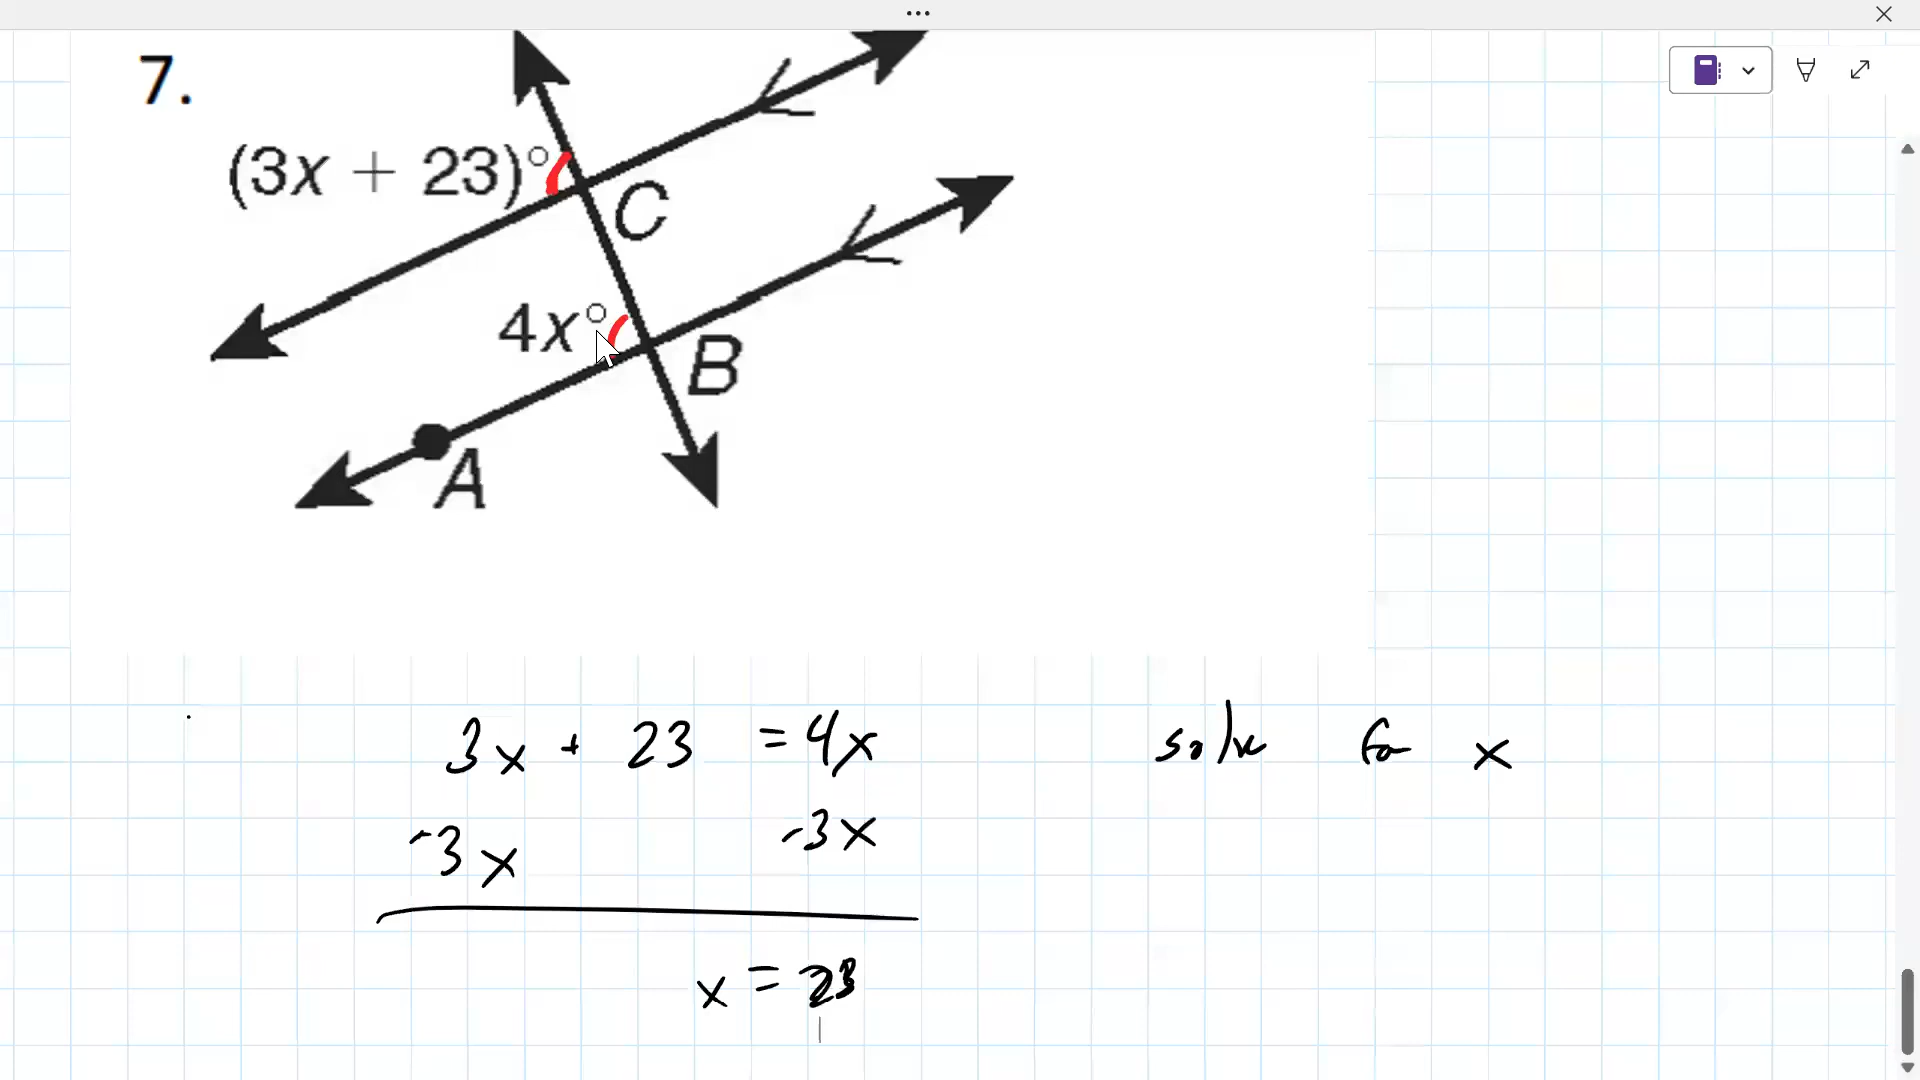 7.
(3x + 23)°
C
4x°
B
A
3x + 23 = 4x
solve for x
-3x -3x
x = 23